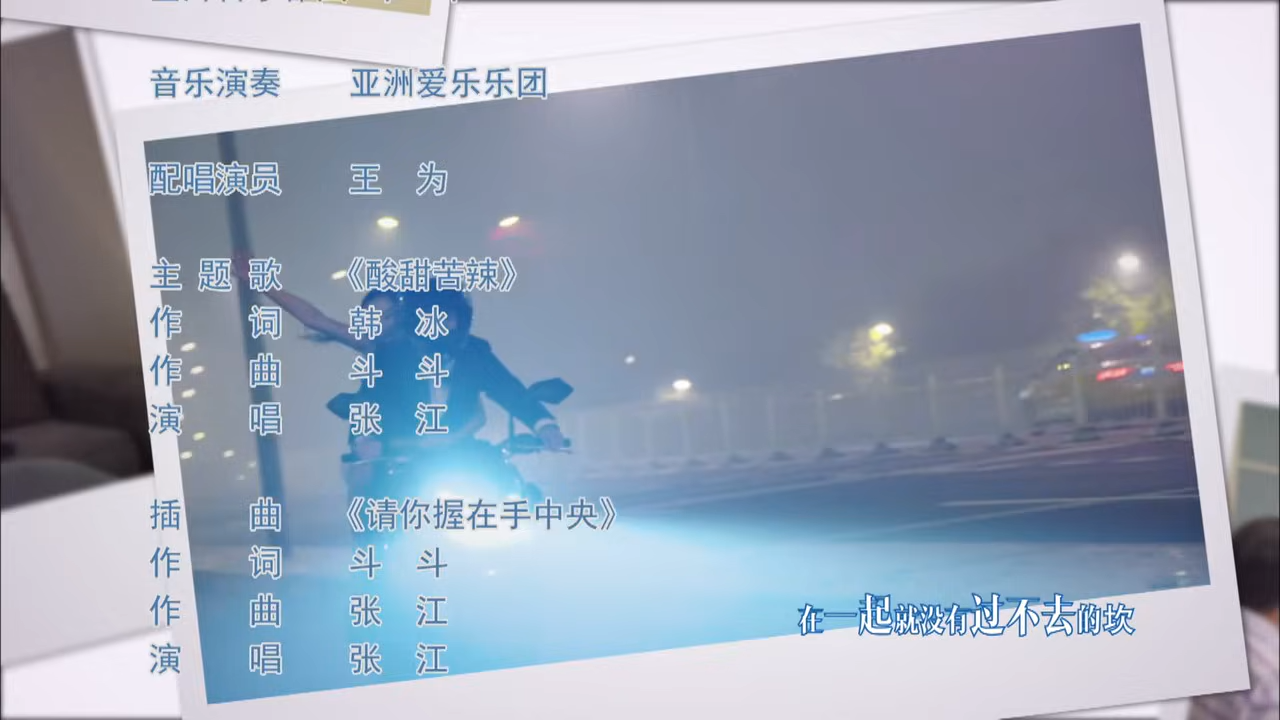 音乐演奏 亚洲爱乐乐团
配唱演员 王 为
主 题 歌 《酸甜苦辣》
作 词 韩 冰
作 曲 斗 斗
演 唱 张 江
插 曲 《请你握在手中央》
作 词 斗 斗
作 曲 张 江
演 唱 张 江
在一起就没有过不去的坎